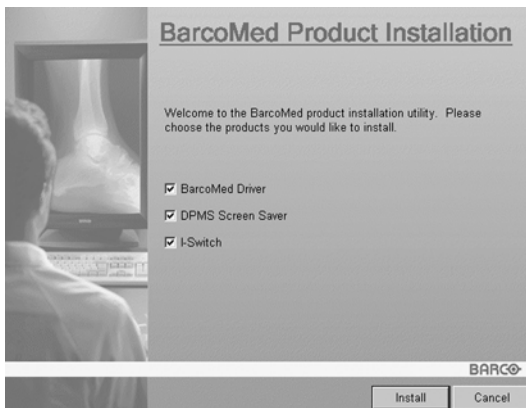 BarcoMed Product Installation
Welcome to the BarcoMed product installation utility. Please
choose the products you would like to install.
BarcoMed Driver
DPMS Screen Saver
I-Switch
BARCO
Install Cancel